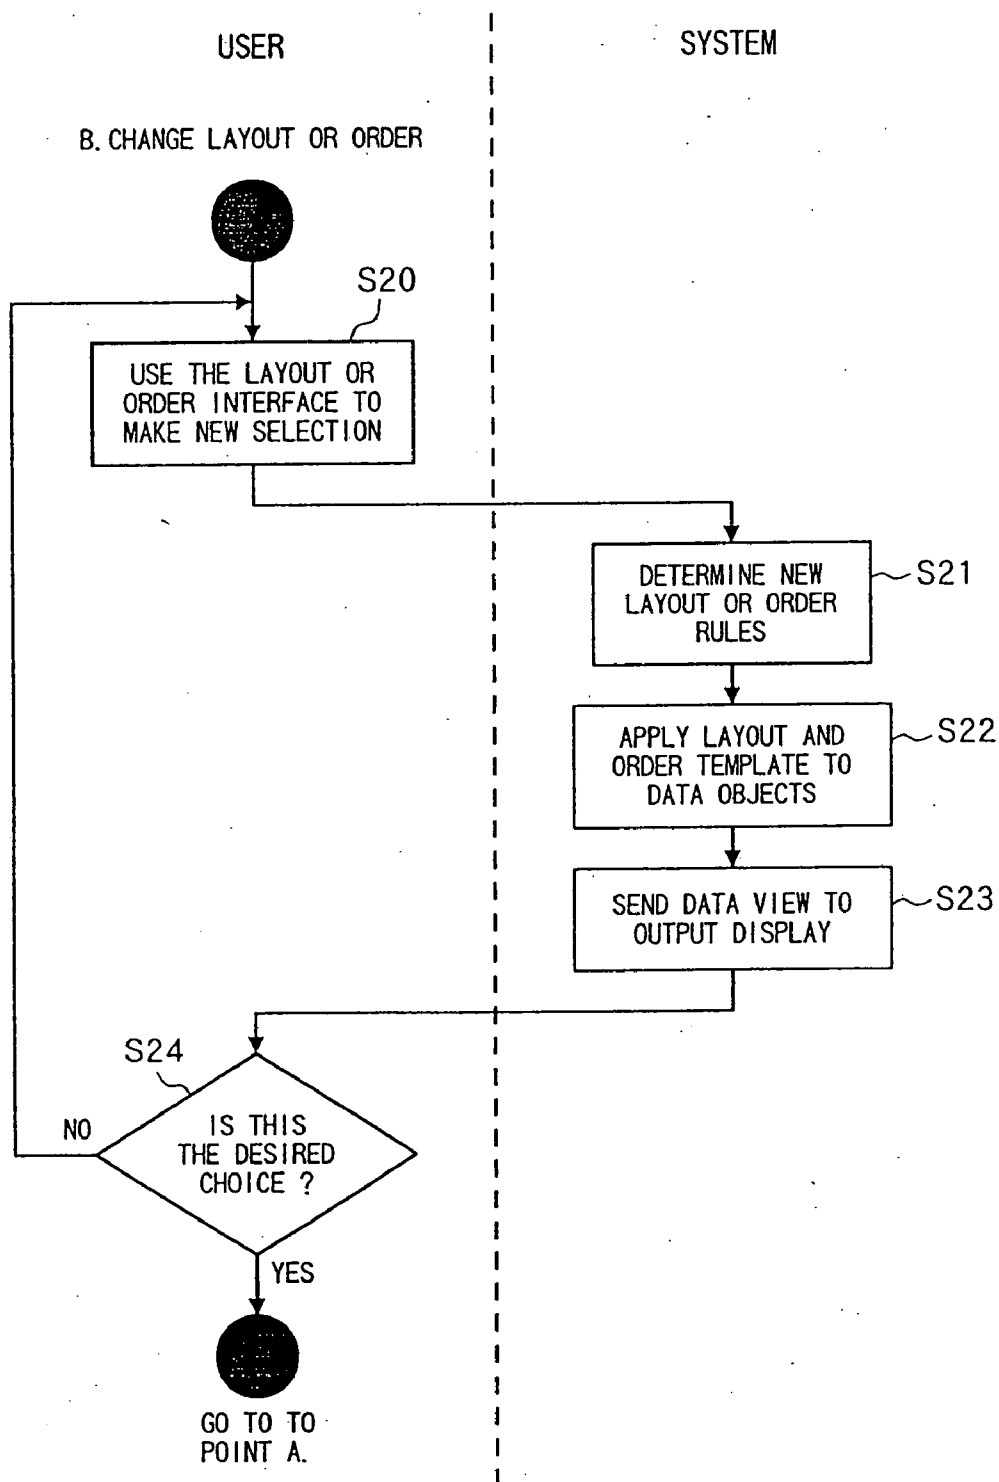 USER
SYSTEM
B. CHANGE LAYOUT OR ORDER
S20
USE THE LAYOUT OR
ORDER INTERFACE TO
MAKE NEW SELECTION
DETERMINE NEW
LAYOUT OR ORDER
RULES
S21
APPLY LAYOUT AND
ORDER TEMPLATE TO
DATA OBJECTS
S22
SEND DATA VIEW TO
OUTPUT DISPLAY
S23
S24
IS THIS
THE DESIRED
CHOICE ?
NO
YES
GO TO TO
POINT A.